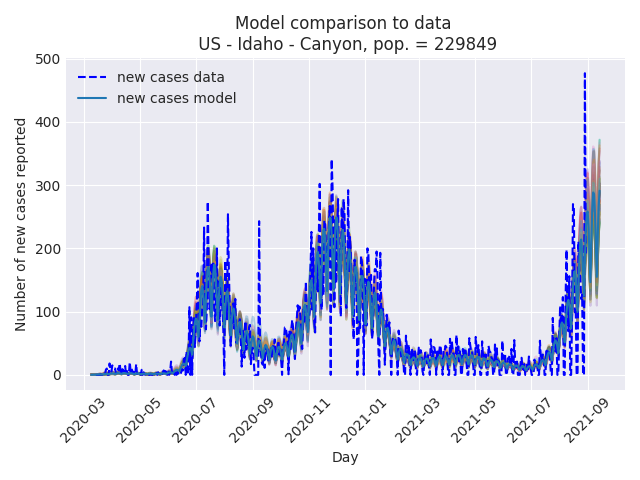 Model comparison to data
US - Idaho - Canyon, pop. = 229849
new cases data
new cases model
Number of new cases reported
500
400
300
200
100
0
2020-03
2020-05
2020-07
2020-09
2020-11
2021-01
2021-03
2021-05
2021-07
2021-09
Day